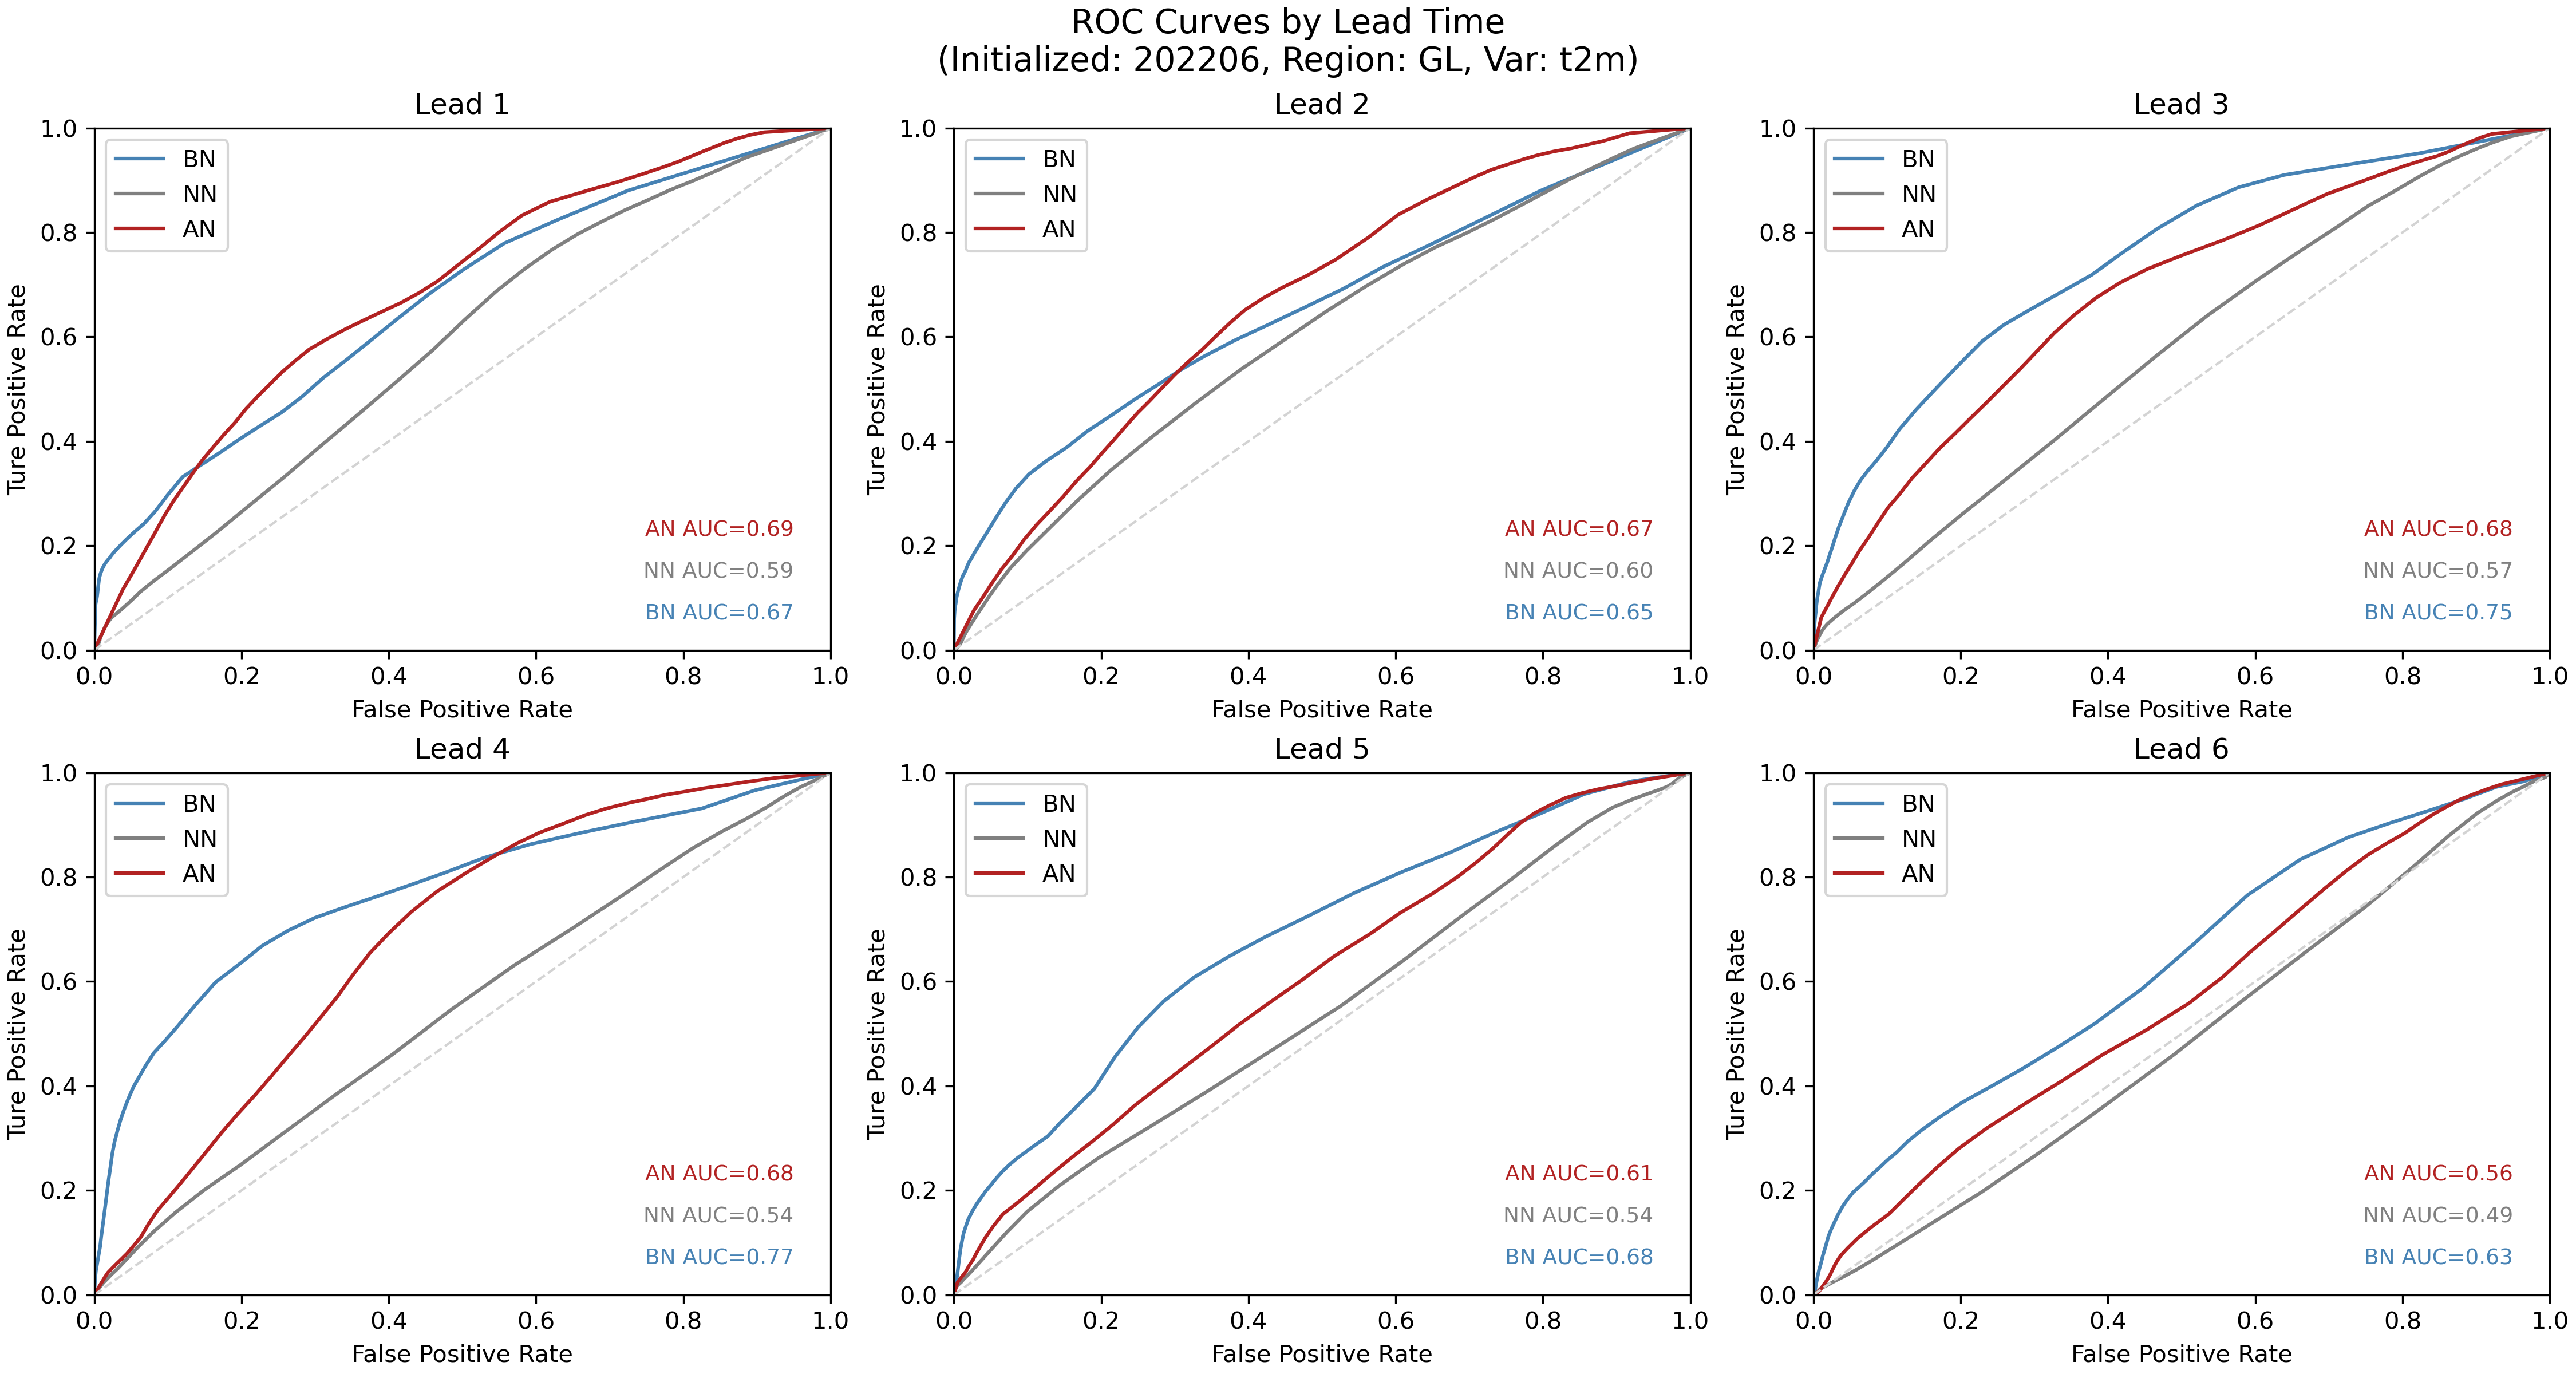 ROC Curves by Lead Time
(Initialized: 202206, Region: GL, Var: t2m)
Lead 1
1.0
0.8
0.6
0.4
0.2
0.0
Ture Positive Rate
BN
NN
AN
AN AUC=0.69
NN AUC=0.59
BN AUC=0.67
0.0 0.2 0.4 0.6 0.8 1.0
False Positive Rate
Lead 2
1.0
0.8
0.6
0.4
0.2
0.0
Ture Positive Rate
BN
NN
AN
AN AUC=0.67
NN AUC=0.60
BN AUC=0.65
0.0 0.2 0.4 0.6 0.8 1.0
False Positive Rate
Lead 3
1.0
0.8
0.6
0.4
0.2
0.0
Ture Positive Rate
BN
NN
AN
AN AUC=0.68
NN AUC=0.57
BN AUC=0.75
0.0 0.2 0.4 0.6 0.8 1.0
False Positive Rate
Lead 4
1.0
0.8
0.6
0.4
0.2
0.0
Ture Positive Rate
BN
NN
AN
AN AUC=0.68
NN AUC=0.54
BN AUC=0.77
0.0 0.2 0.4 0.6 0.8 1.0
False Positive Rate
Lead 5
1.0
0.8
0.6
0.4
0.2
0.0
Ture Positive Rate
BN
NN
AN
AN AUC=0.61
NN AUC=0.54
BN AUC=0.68
0.0 0.2 0.4 0.6 0.8 1.0
False Positive Rate
Lead 6
1.0
0.8
0.6
0.4
0.2
0.0
Ture Positive Rate
BN
NN
AN
AN AUC=0.56
NN AUC=0.49
BN AUC=0.63
0.0 0.2 0.4 0.6 0.8 1.0
False Positive Rate